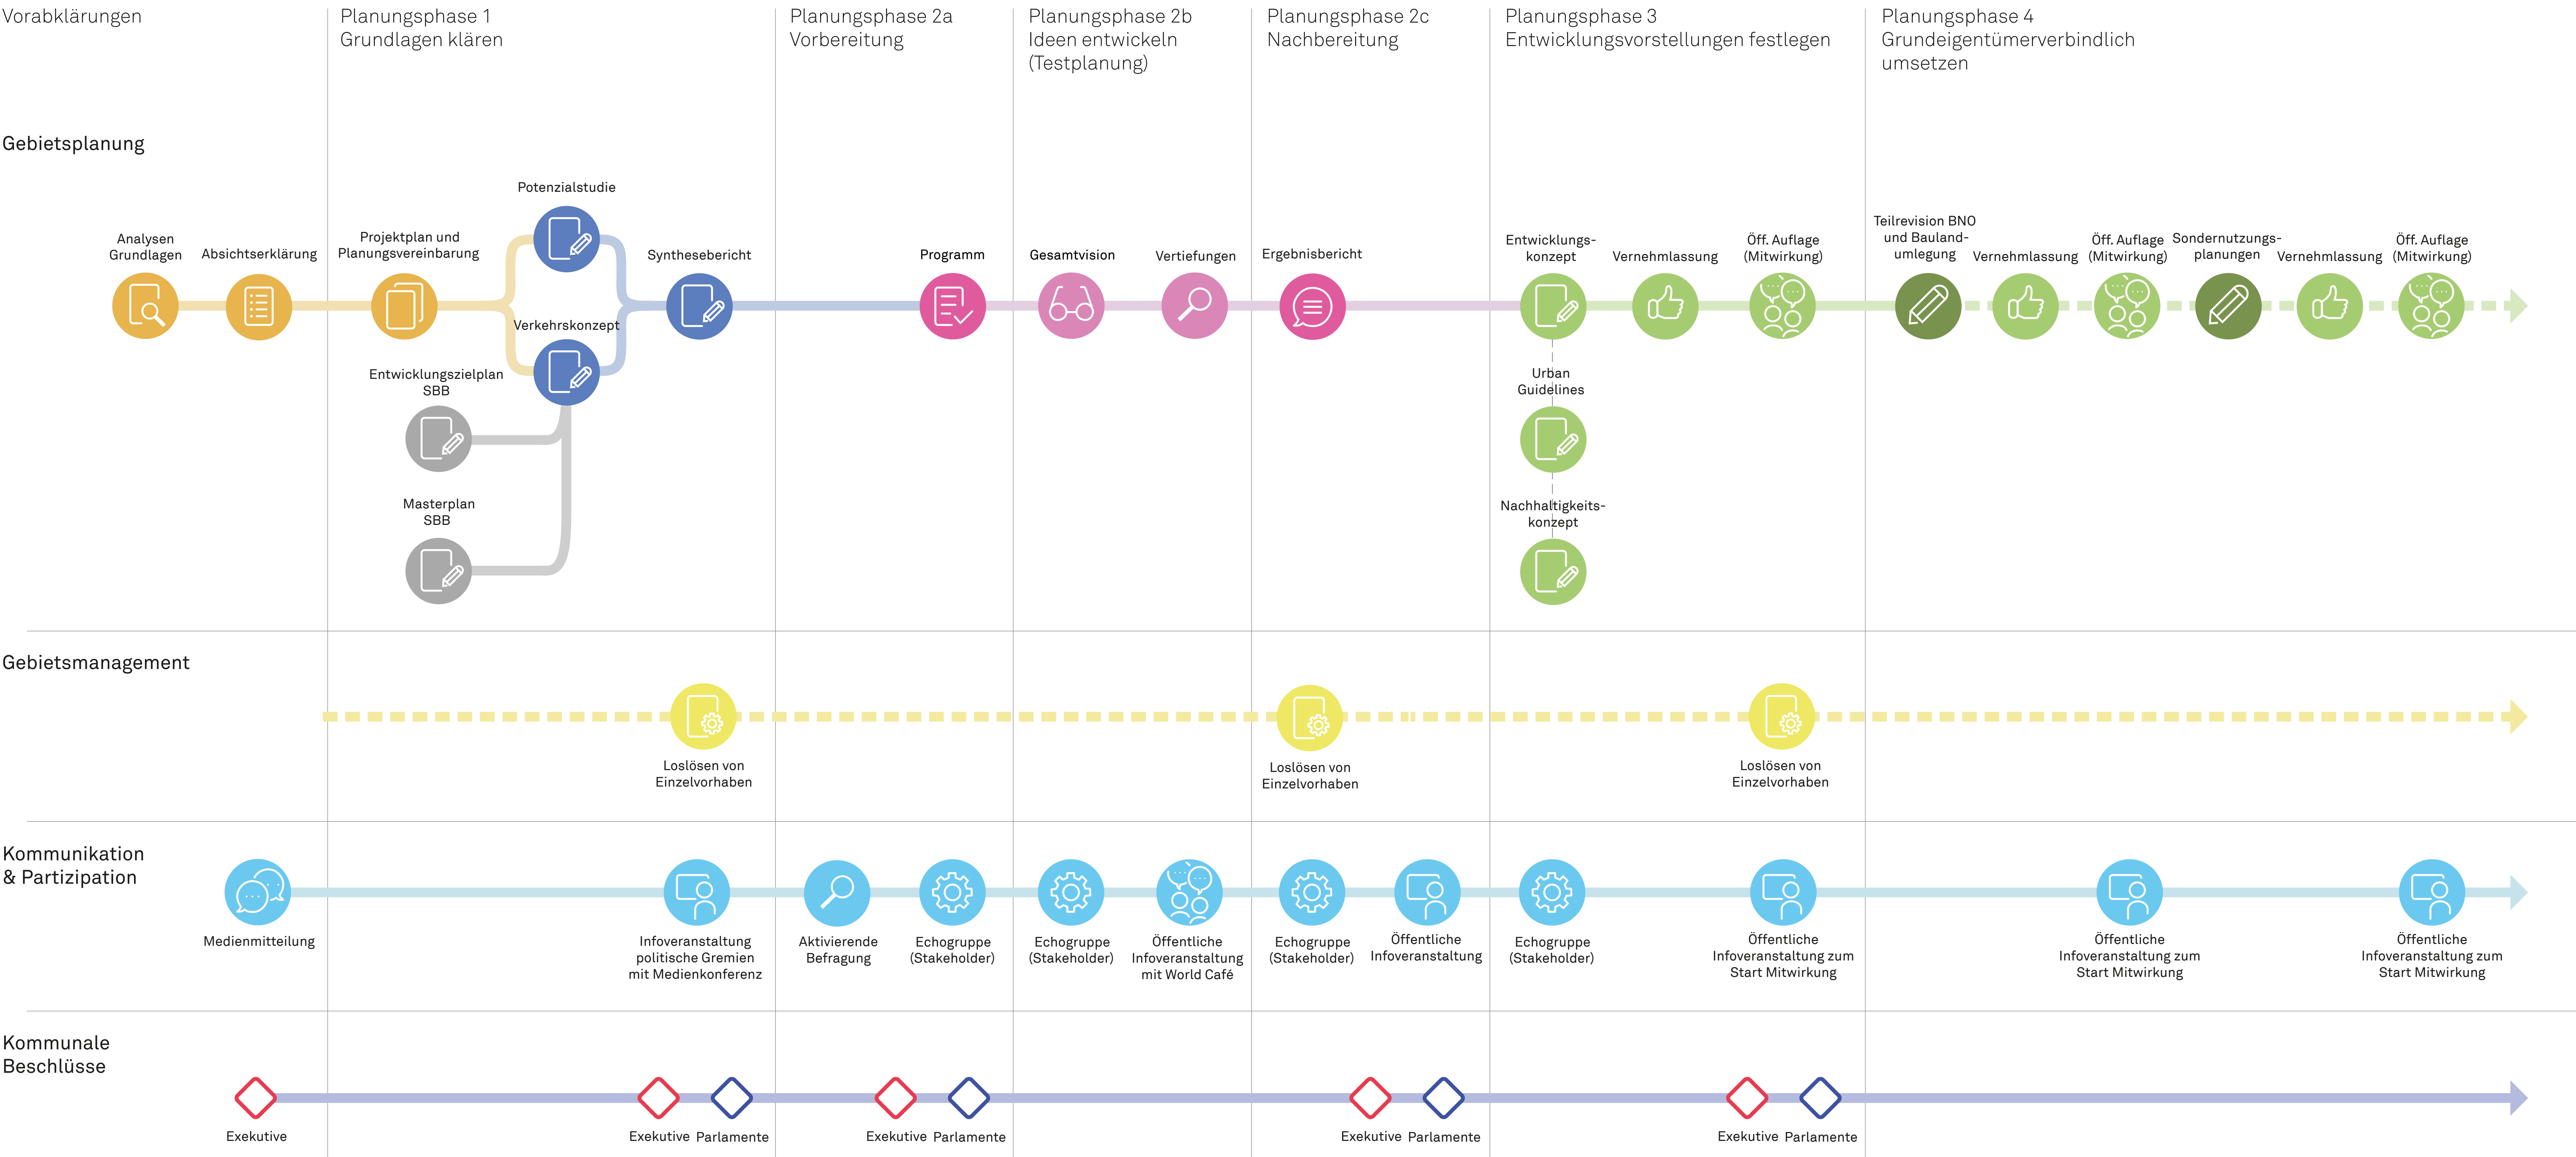 Vorabklärungen
Planungsphase 1
Grundlagen klären
Planungsphase 2a
Vorbereitung
Planungsphase 2b
Ideen entwickeln
(Testplanung)
Planungsphase 2c
Nachbereitung
Planungsphase 3
Entwicklungsvorstellungen festlegen
Planungsphase 4
Grundeigentümerverbindlich
umsetzen
Gebietsplanung
Analysen
Grundlagen
Absichtserklärung
Projektplan und
Planungsvereinbarung
Potenzialstudie
Verkehrskonzept
Entwicklungszielplan
SBB
Masterplan
SBB
Synthesebericht
Programm
Gesamtvision
Vertiefungen
Ergebnisbericht
Entwicklungs-
konzept
Urban
Guidelines
Nachhaltigkeits-
konzept
Vernehmlassung
Öff. Auflage
(Mitwirkung)
Teilrevision BNO
und Bauland-
umlegung
Vernehmlassung
Öff. Auflage
(Mitwirkung)
Sondernutzungs-
planungen
Vernehmlassung
Öff. Auflage
(Mitwirkung)
Gebietsmanagement
Loslösen von
Einzelvorhaben
Loslösen von
Einzelvorhaben
Loslösen von
Einzelvorhaben
Kommunikation
& Partizipation
Medienmitteilung
Infoveranstaltung
politische Gremien
mit Medienkonferenz
Aktivierende
Befragung
Echogruppe
(Stakeholder)
Echogruppe
(Stakeholder)
Öffentliche
Infoveranstaltung
mit World Café
Echogruppe
(Stakeholder)
Öffentliche
Infoveranstaltung
Echogruppe
(Stakeholder)
Öffentliche
Infoveranstaltung zum
Start Mitwirkung
Öffentliche
Infoveranstaltung zum
Start Mitwirkung
Öffentliche
Infoveranstaltung zum
Start Mitwirkung
Kommunale
Beschlüsse
Exekutive
Exekutive
Parlamente
Exekutive
Parlamente
Exekutive
Parlamente
Exekutive
Parlamente